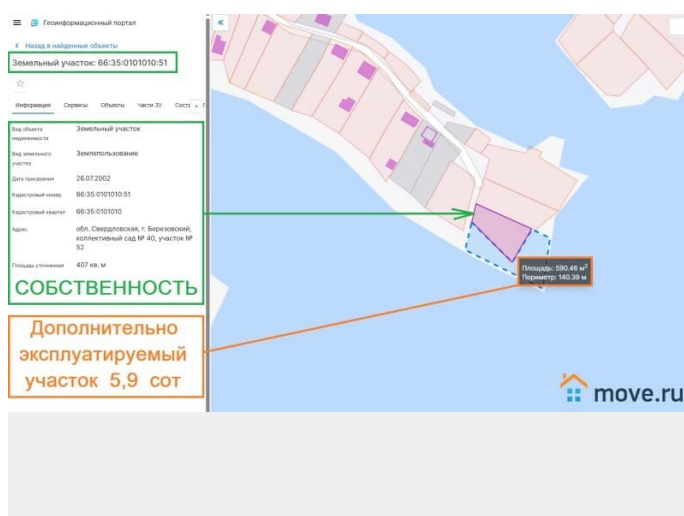 Геоинформационный портал
Назад в найденные объекты
Земельный участок: 66:35:0101010:51
Информация Сервисы Объекты Части ЗУ Соста
Вид объекта недвижимости
Земельный участок
Вид земельного участка
Землепользование
Дата присвоения
26.07.2002
Кадастровый номер
66:35:0101010:51
Кадастровый квартал
66:35:0101010
Адрес
обл. Свердловская, г. Березовский,
коллективный сад № 40, участок №
52
Площадь уточненная
407 кв. м
СОБСТВЕННОСТЬ
Дополнительно
эксплуатируемый
участок 5,9 сот
Площадь: 590.46 м²
Периметр: 140.39 м
move.ru